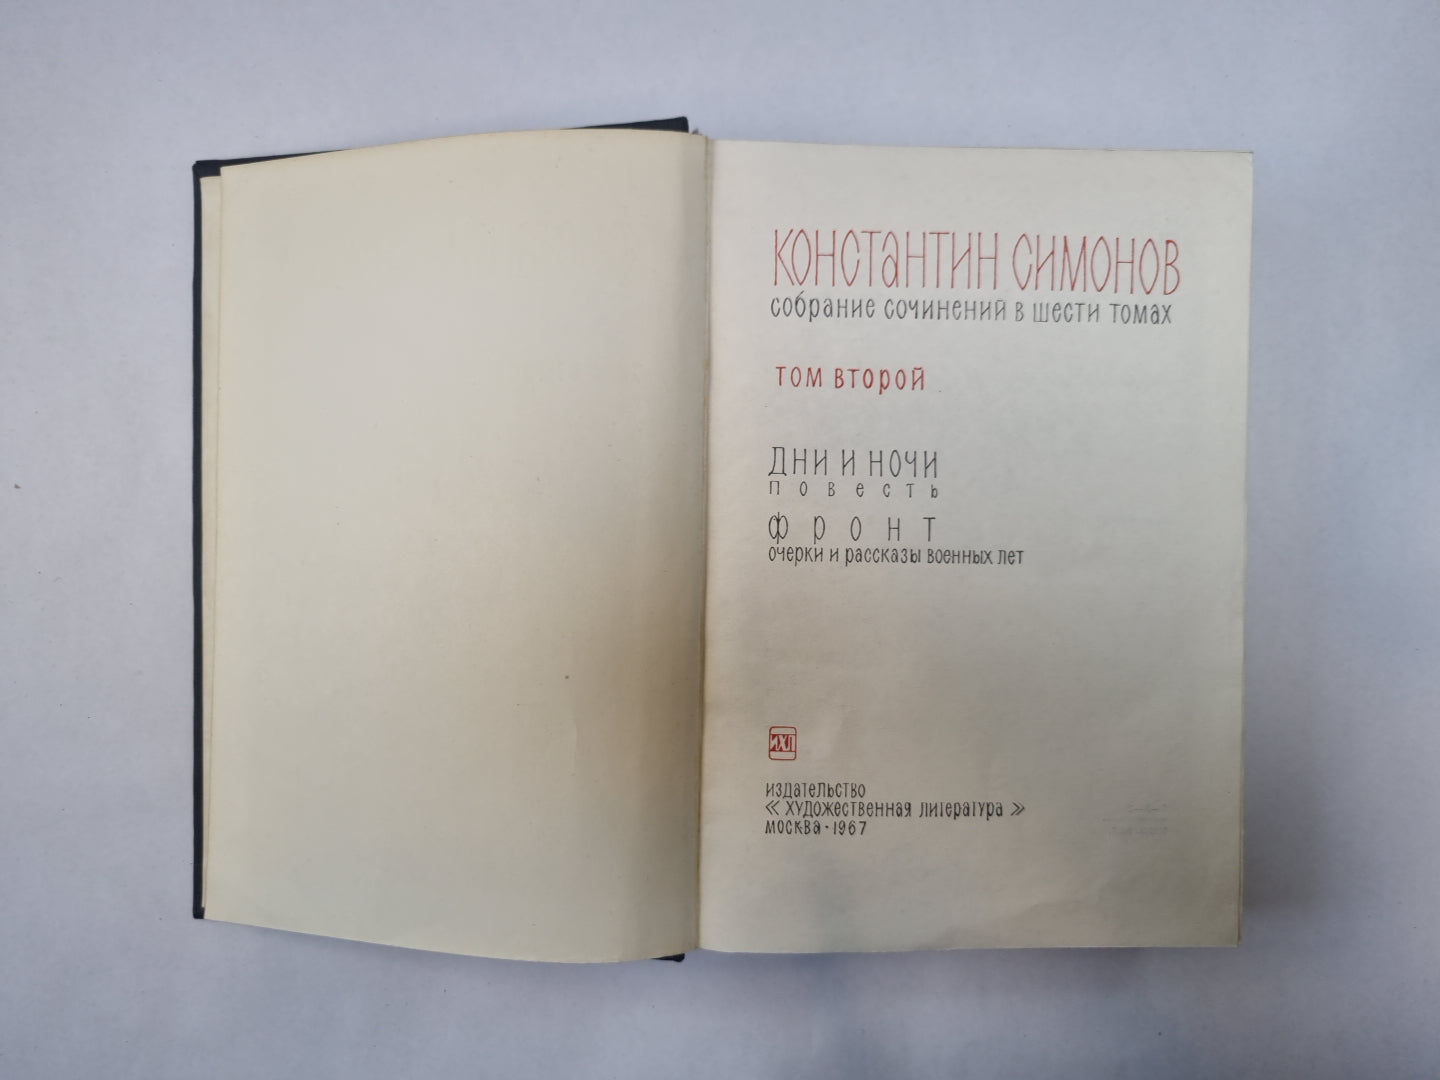 КОНСТАНТИН СИМОНОВ
собрание сочинений в шести томах
ТОМ ВТОРОЙ
ДНИ И НОЧИ
ПОВЕСТЬ
ФРОНТ
очерки и рассказы военных лет
ИХЛ
издательство
«Художественная литература»
Москва · 1967